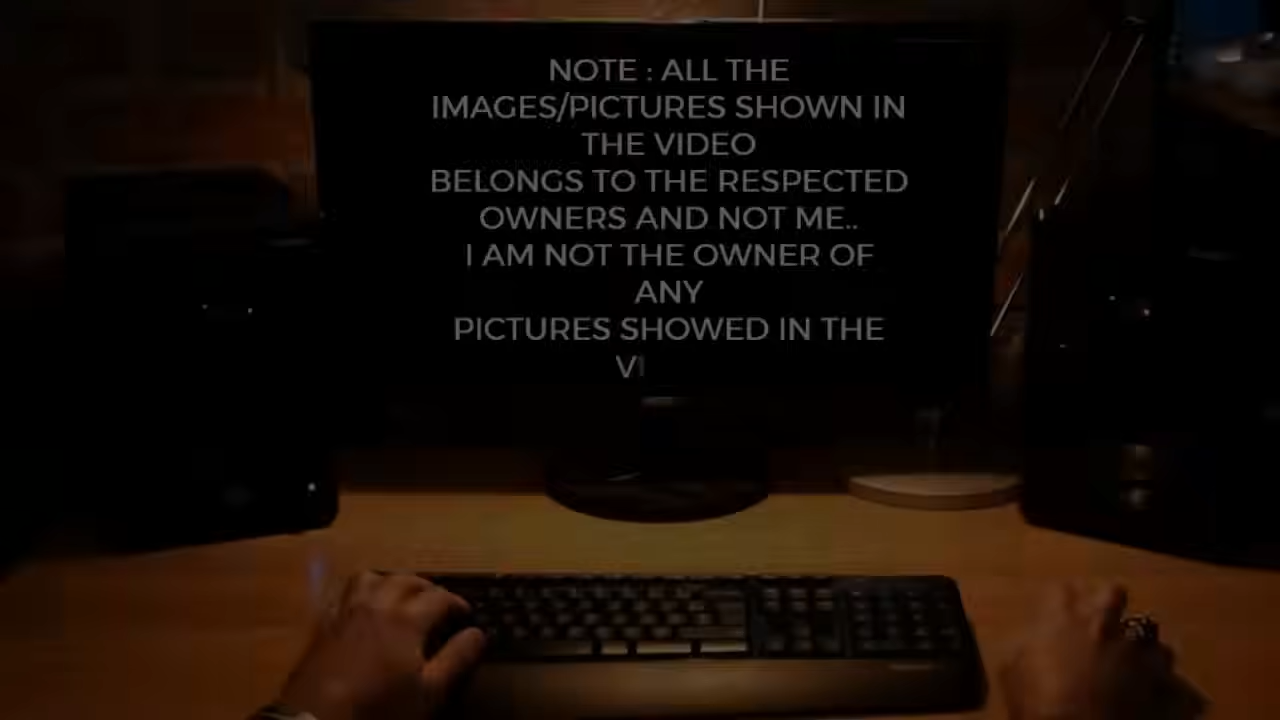 NOTE : ALL THE
IMAGES/PICTURES SHOWN IN
THE VIDEO
BELONGS TO THE RESPECTED
OWNERS AND NOT ME..
I AM NOT THE OWNER OF
ANY
PICTURES SHOWED IN THE